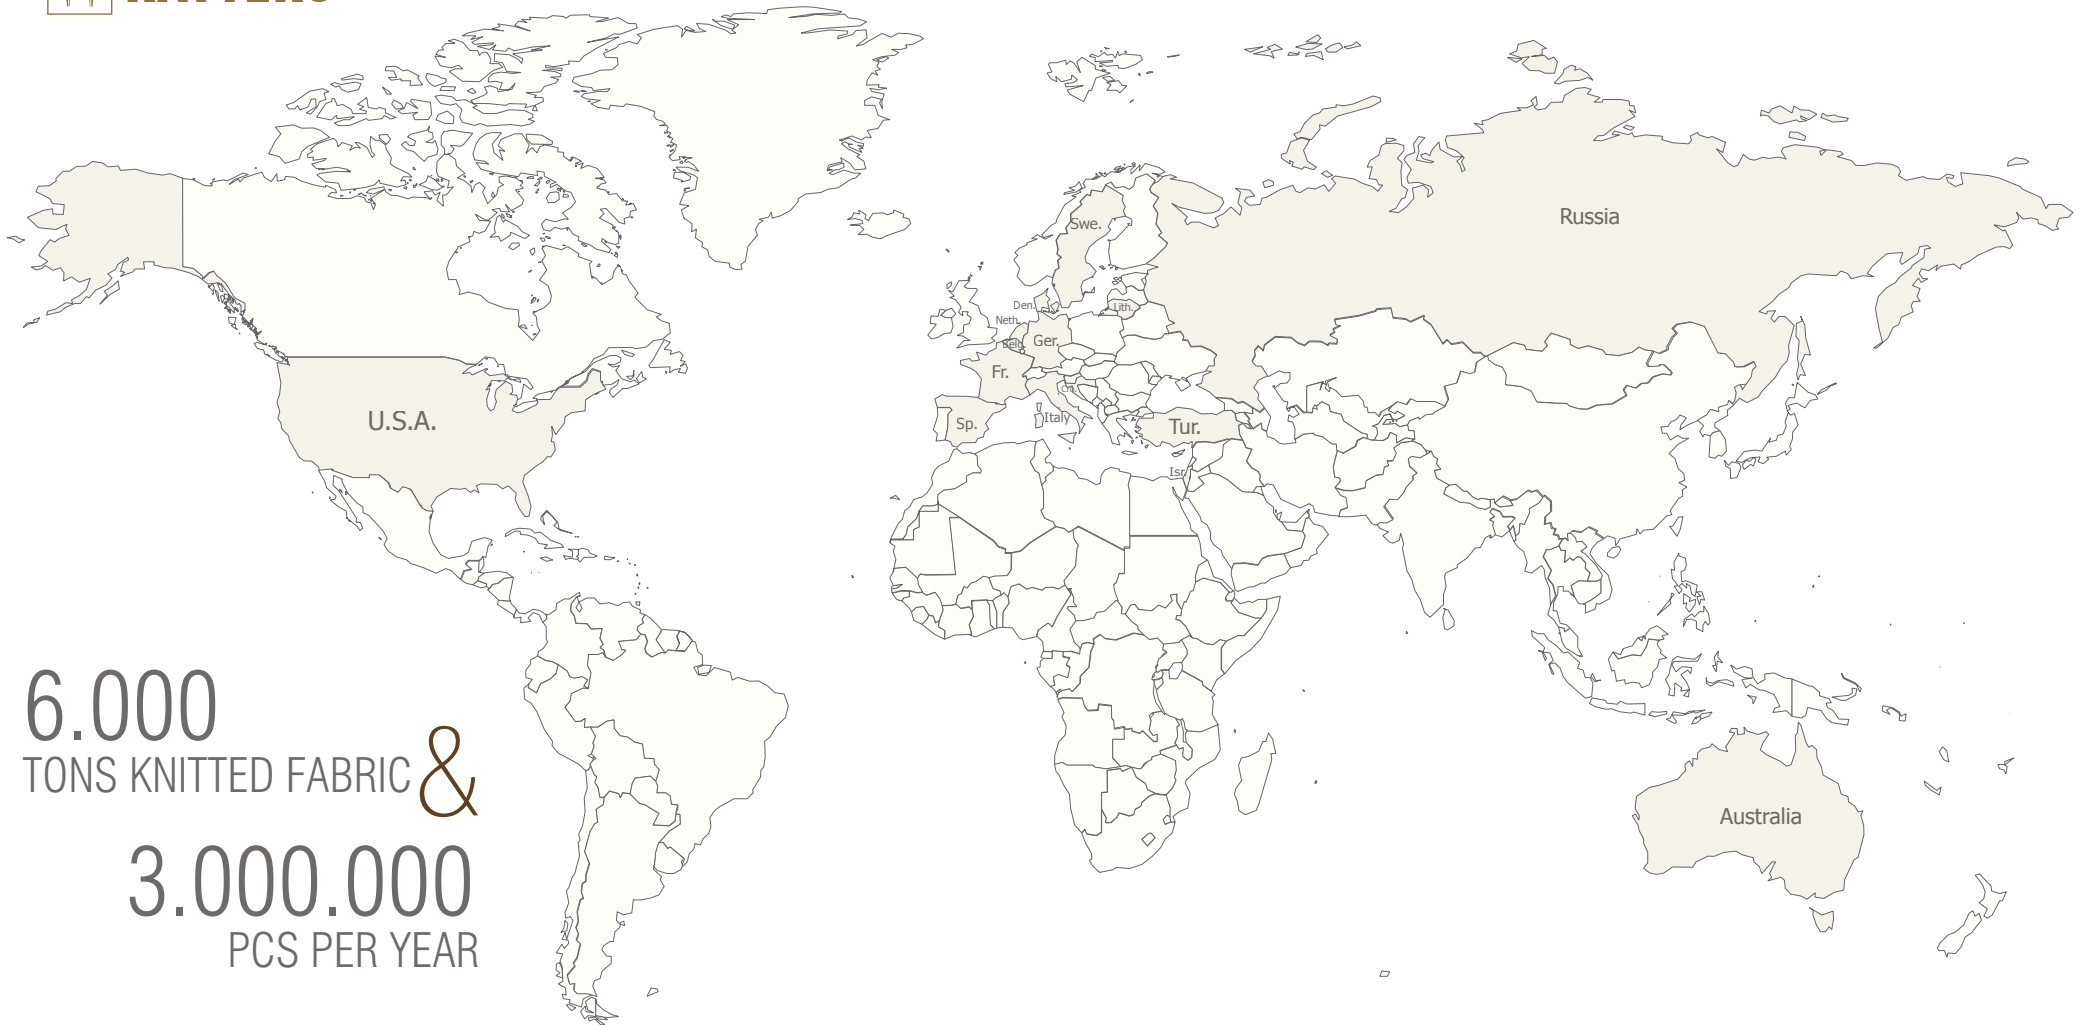 Russia
Swe.
Den.
Lith.
Neth.
Ger.
Belg.
Fr.
U.S.A.
Italy
Sp.
Tur.
Isr.
6.000
TONS KNITTED FABRIC &
3.000.000
PCS PER YEAR
Australia